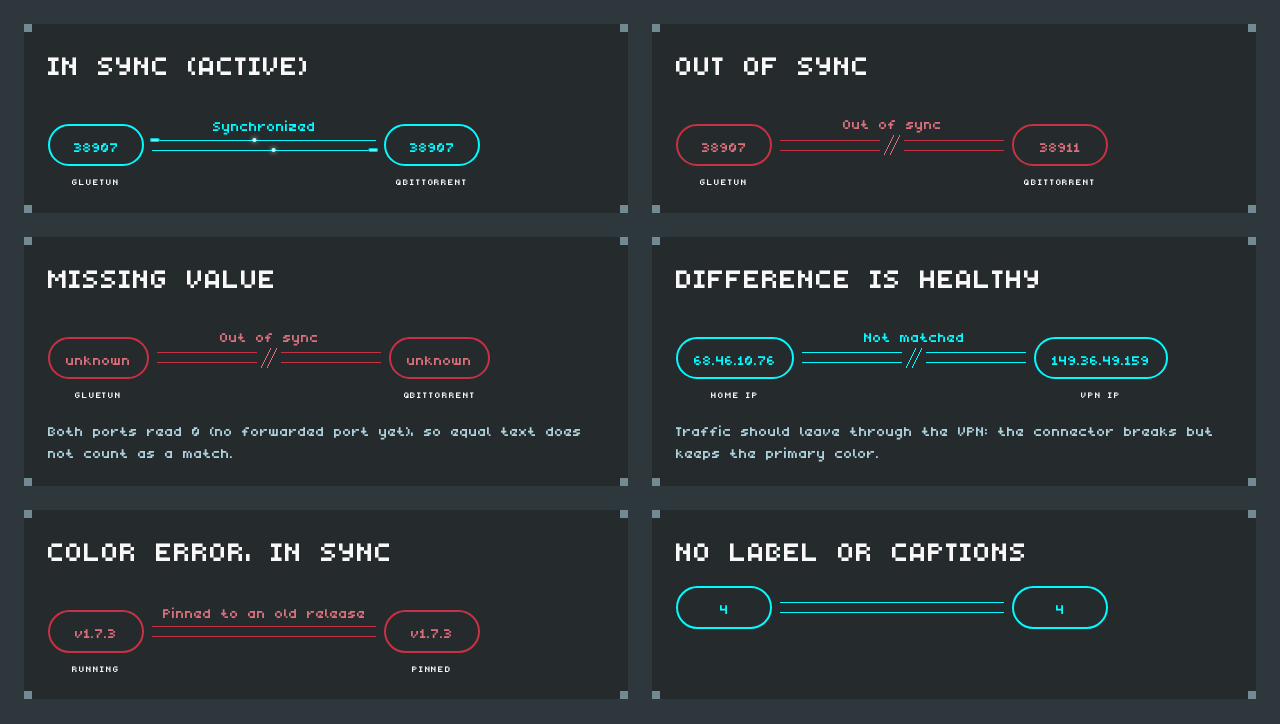 IN SYNC (ACTIVE)
Synchronized
38907
38907
GLUETUN
QBITTORRENT
OUT OF SYNC
Out of sync
38907
38911
GLUETUN
QBITTORRENT
MISSING VALUE
Out of sync
unknown
unknown
GLUETUN
QBITTORRENT
Both ports read 0 (no forwarded port yet), so equal text does
not count as a match.
DIFFERENCE IS HEALTHY
Not matched
68.46.10.76
149.36.49.159
HOME IP
VPN IP
Traffic should leave through the VPN: the connector breaks but
keeps the primary color.
COLOR ERROR, IN SYNC
Pinned to an old release
v1.7.3
v1.7.3
RUNNING
PINNED
NO LABEL OR CAPTIONS
4
4